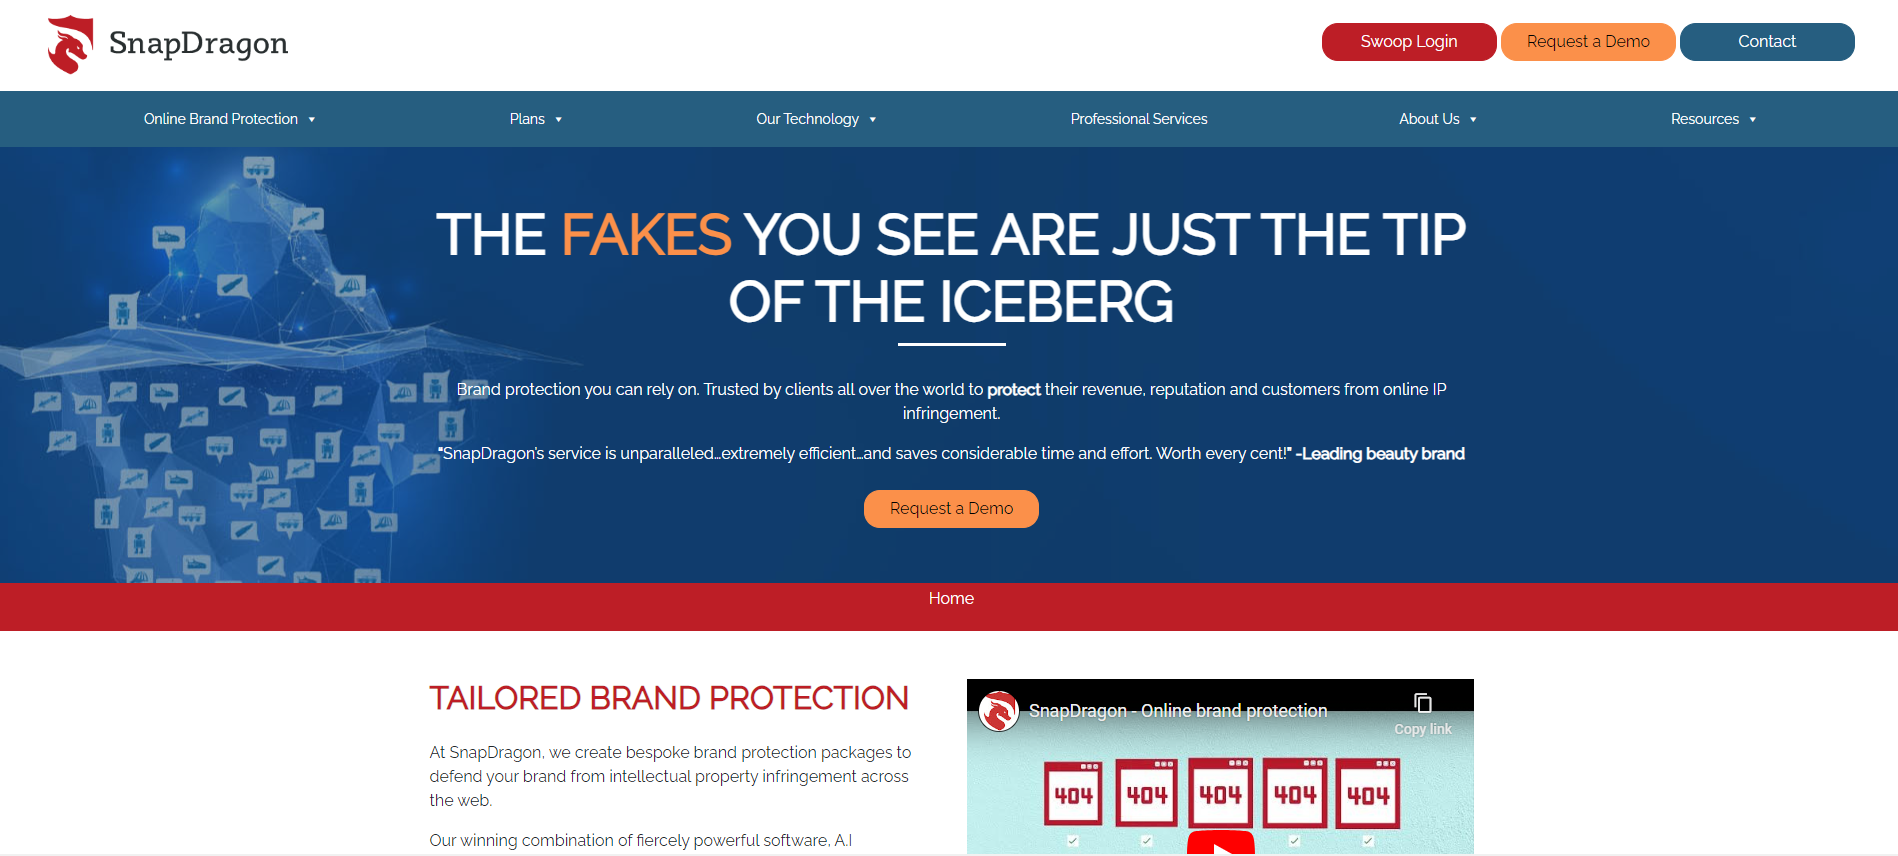 SnapDragon
Swoop Login
Request a Demo
Contact
Online Brand Protection
Plans
Our Technology
Professional Services
About Us
Resources
THE FAKES YOU SEE ARE JUST THE TIP
OF THE ICEBERG
Brand protection you can rely on. Trusted by clients all over the world to protect their revenue, reputation and customers from online IP
infringement.
"SnapDragon's service is unparalleled...extremely efficient...and saves considerable time and effort. Worth every cent!" -Leading beauty brand
Request a Demo
Home
TAILORED BRAND PROTECTION
At SnapDragon, we create bespoke brand protection packages to
defend your brand from intellectual property infringement across
the web.
Our winning combination of fiercely powerful software, A.I
SnapDragon - Online brand protection
Copy link
404 404 404 404 404